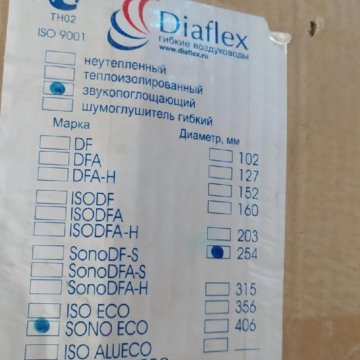 ТН02
ISO 9001
Diaflex
гибкие воздуховоды
www.diaflex.ru
неутепленный
теплоизолированный
звукопоглощающий
шумоглушитель гибкий
Марка
Диаметр, мм
DF
102
DFA
127
DFA-H
152
ISODF
160
ISODFA
ISODFA-H
203
SonoDF-S
254
SonoDFA-S
SonoDFA-H
315
ISO ECO
356
SONO ECO
406
ISO ALUECO